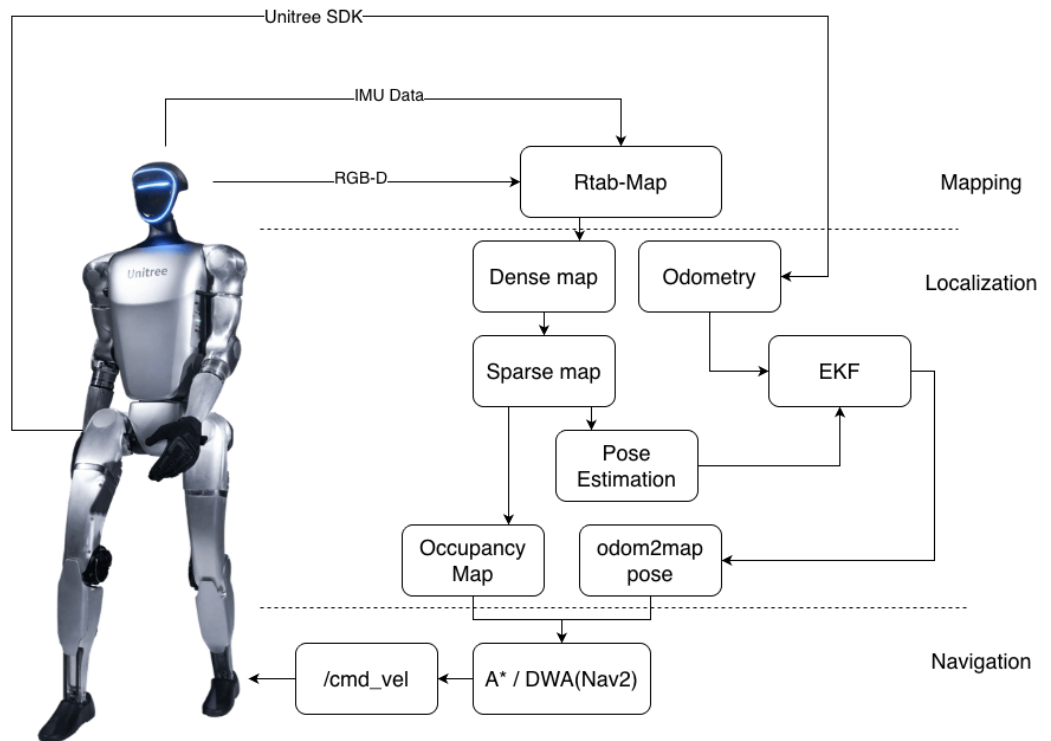 Unitree SDK
IMU Data
RGB-D
Rtab-Map
Mapping
Unitree
Dense map
Odometry
Localization
Sparse map
EKF
Pose
Estimation
Occupancy
Map
odom2map
pose
/cmd_vel
A* / DWA(Nav2)
Navigation